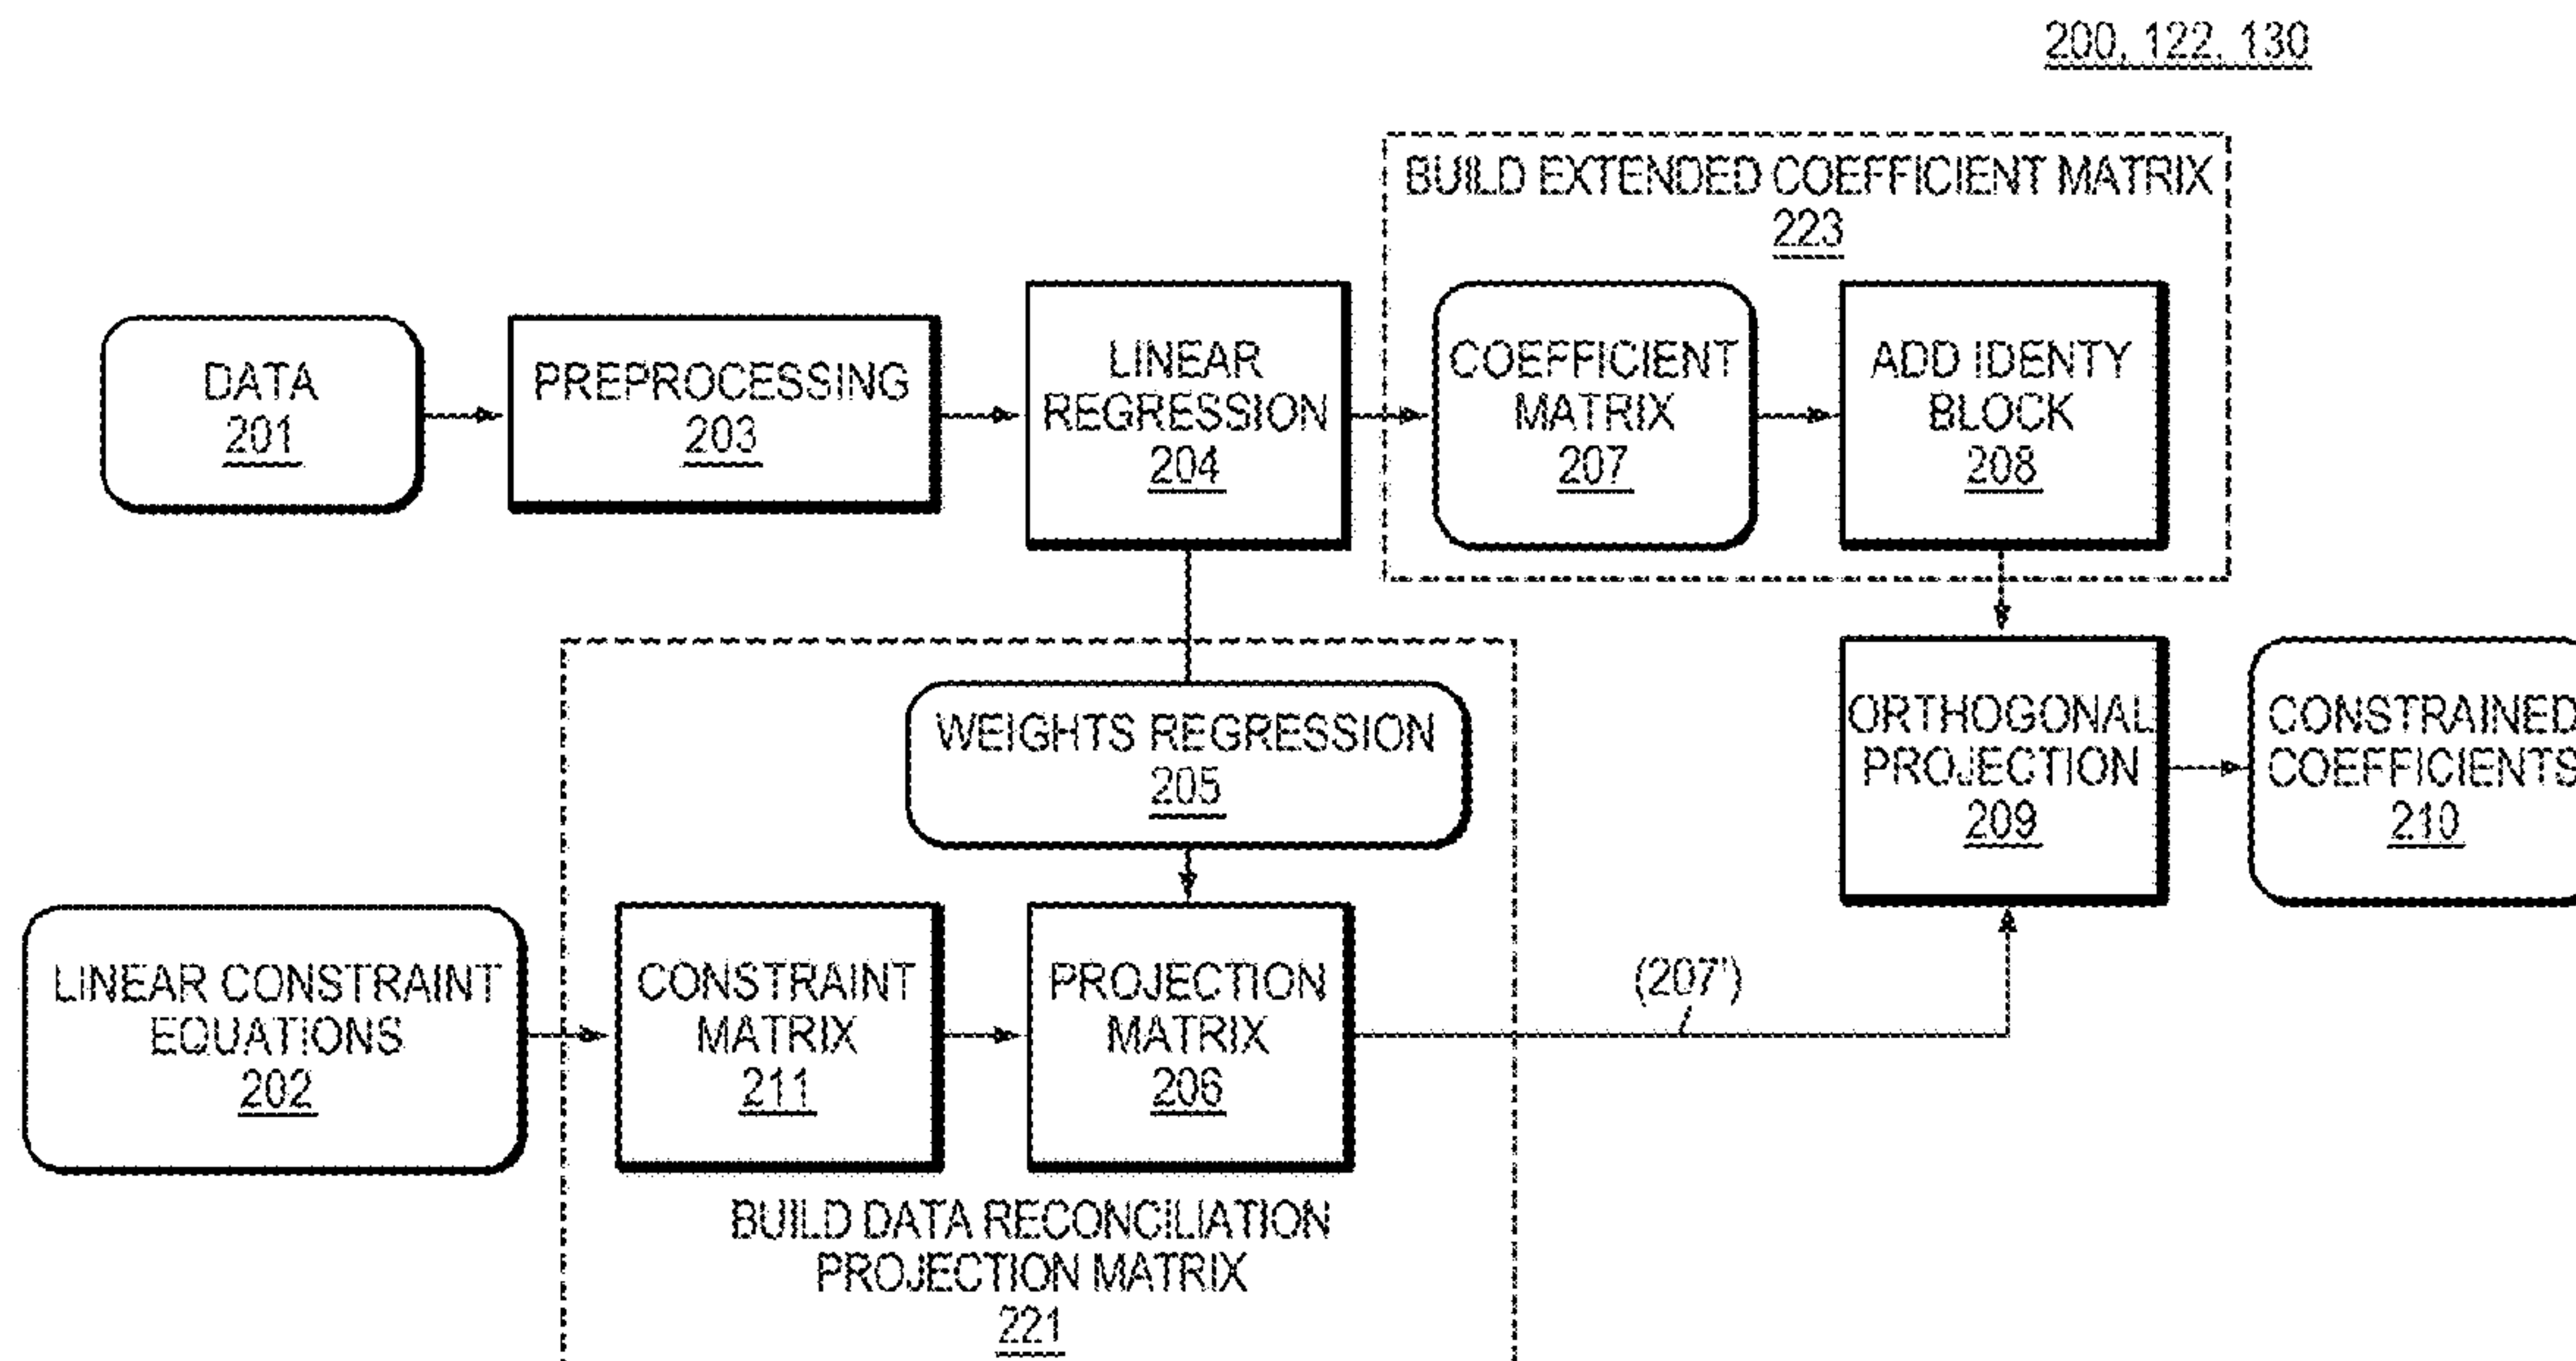 200, 122, 130
BUILD EXTENDED COEFFICIENT MATRIX
223
DATA
201
PREPROCESSING
203
LINEAR
REGRESSION
204
COEFFICIENT
MATRIX
207
ADD IDENTY
BLOCK
208
WEIGHTS REGRESSION
205
ORTHOGONAL
PROJECTION
209
CONSTRAINED
COEFFICIENTS
210
LINEAR CONSTRAINT
EQUATIONS
202
CONSTRAINT
MATRIX
211
PROJECTION
MATRIX
206
(207')
BUILD DATA RECONCILIATION
PROJECTION MATRIX
221